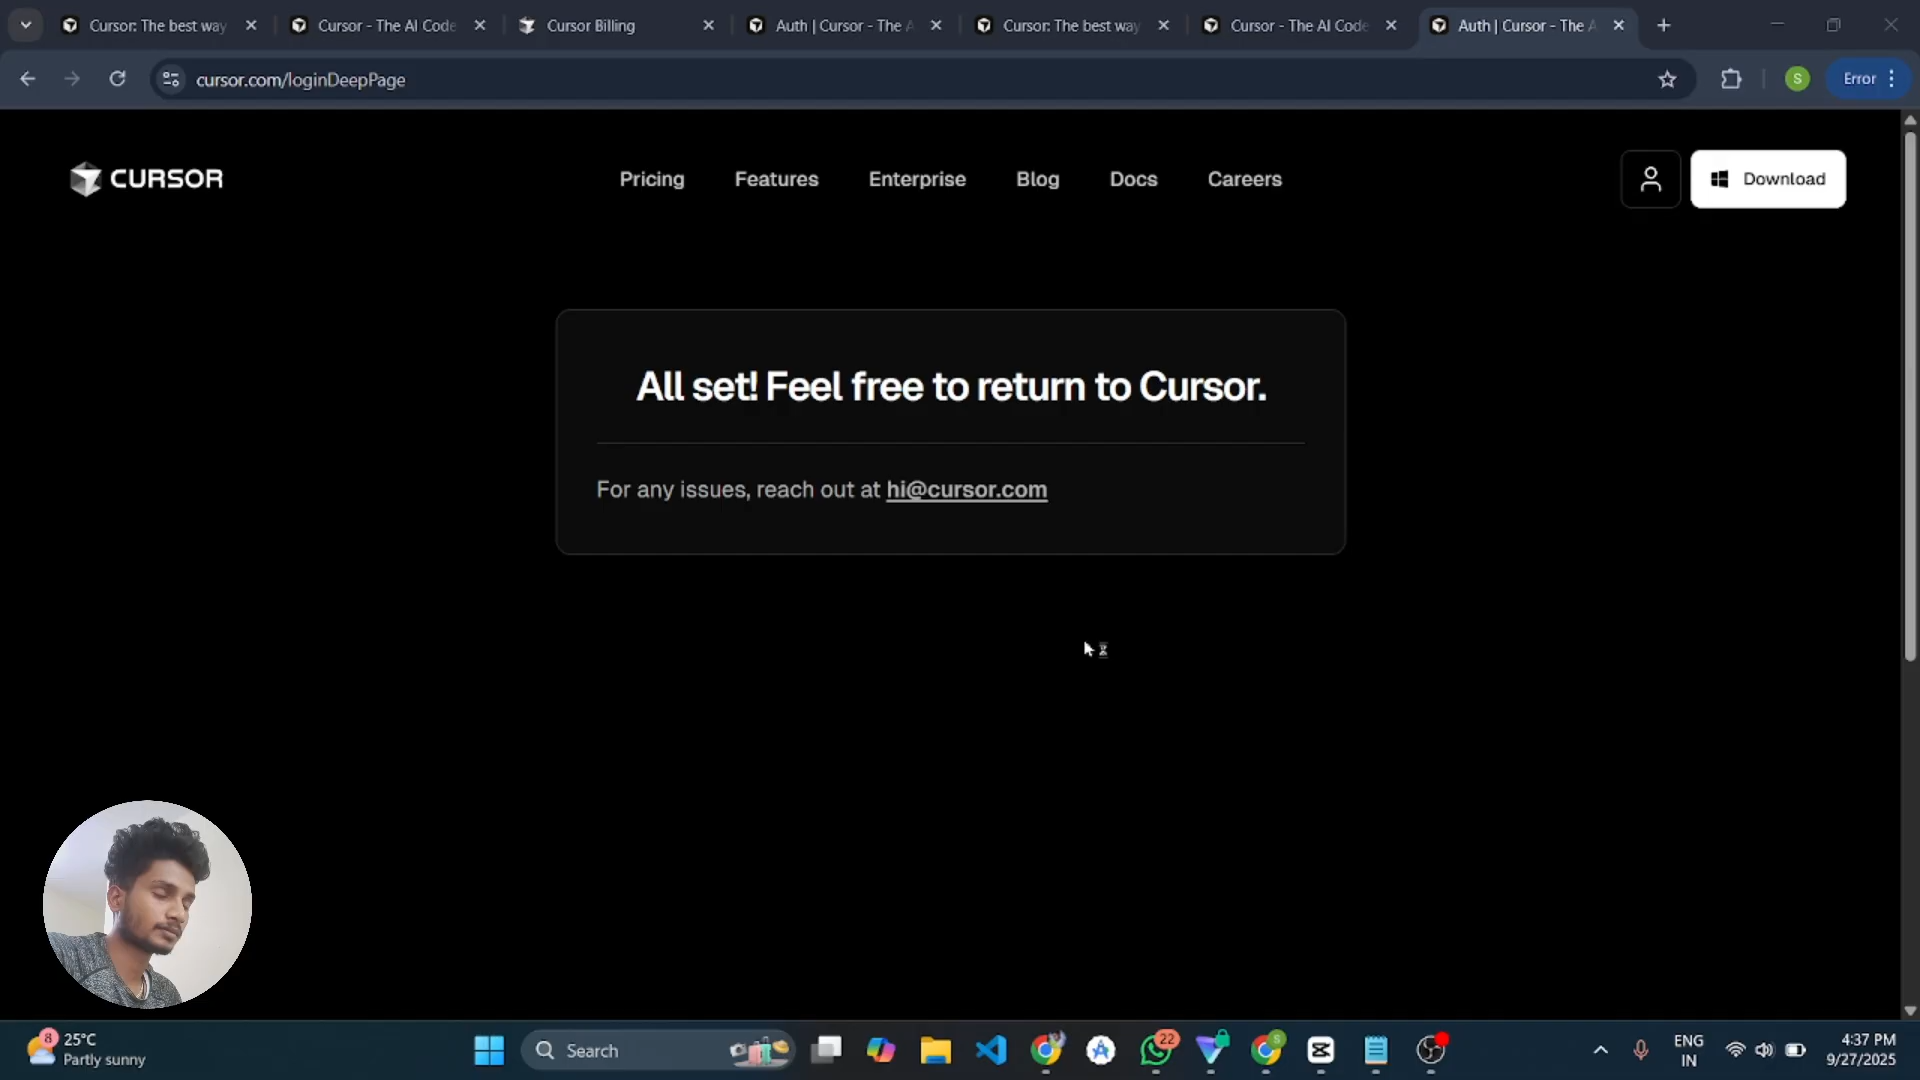 Cursor: The best way
Cursor - The AI Code
Cursor Billing
Auth | Cursor - The A
Cursor: The best way
Cursor - The AI Code
Auth | Cursor - The A
cursor.com/loginDeepPage
S
Error
CURSOR
Pricing
Features
Enterprise
Blog
Docs
Careers
Download
All set! Feel free to return to Cursor.
For any issues, reach out at hi@cursor.com
8
25°C
Partly sunny
Search
22
S
ENG
IN
4:37 PM
9/27/2025